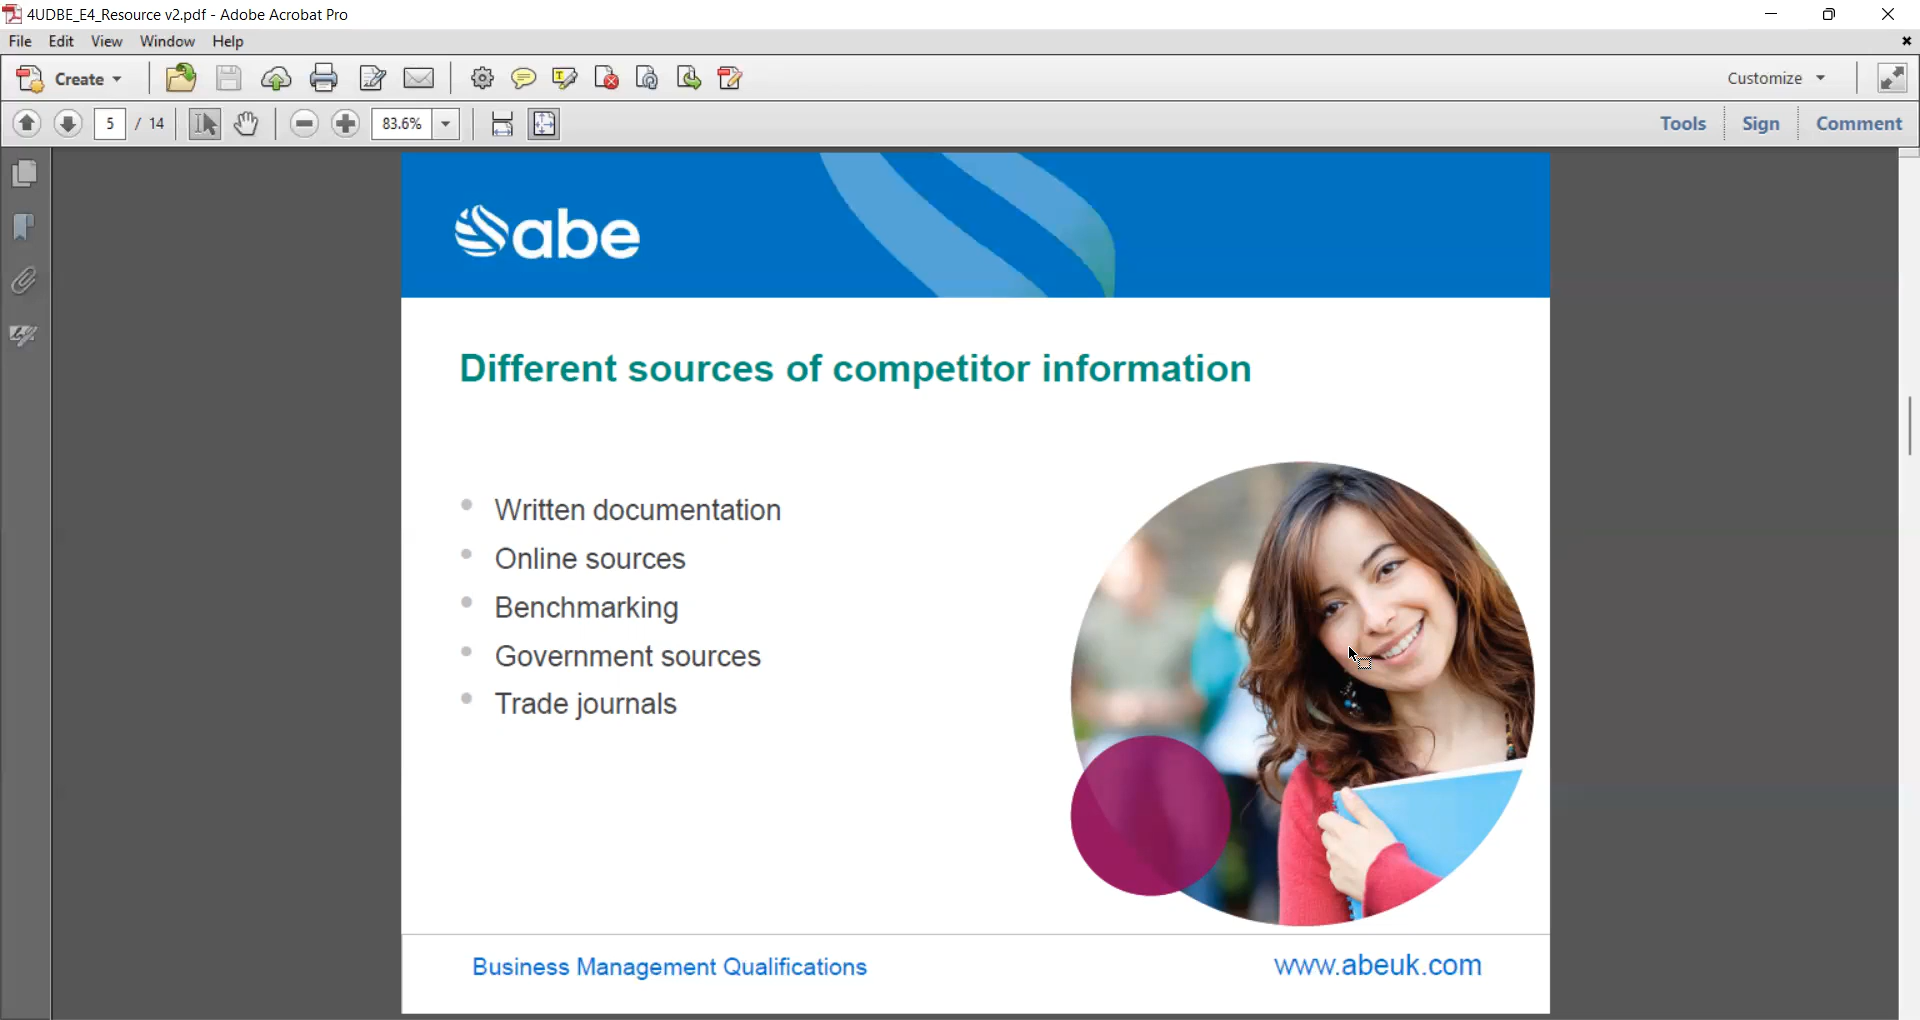 4UDBE_E4_Resource v2.pdf - Adobe Acrobat Pro
File Edit View Window Help
Create Customize
5 / 14 83.6% Tools Sign Comment
abe
Different sources of competitor information
Written documentation
Online sources
Benchmarking
Government sources
Trade journals
Business Management Qualifications www.abeuk.com